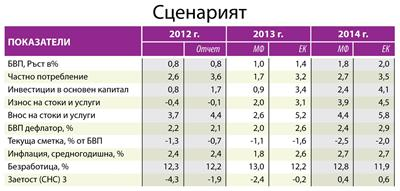 Сценарият
ПОКАЗАТЕЛИ 2012 г. 2013 г. 2014 г.
МФ Отчет МФ ЕК МФ ЕК
БВП, Ръст в% 0,8 0,8 1,0 1,4 1,8 2,0
Частно потребление 2,6 3,6 1,7 3,2 2,7 3,5
Инвестиции в основен капитал 0,8 1,7 0,9 3,4 2,4 4,1
Износ на стоки и услуги -0,4 -0,1 2,0 3,1 3,9 4,5
Внос на стоки и услуги 3,7 4,4 2,6 5,2 4,4 5,8
БВП дефлатор, % 2,2 2,1 2,0 2,6 2,4 2,9
Текуща сметка, % от БВП -1,3 -0,7 -1,1 -1,6 -2,5 -2,0
Инфлация, средногодишна, % 2,4 2,4 1,8 2,6 2,7 2,7
Безработица, % 12,3 12,2 13,0 12,2 12,8 11,9
Заетост (СНС) 3 -4,3 -1,9 -2,4 -0,2 0,4 0,6